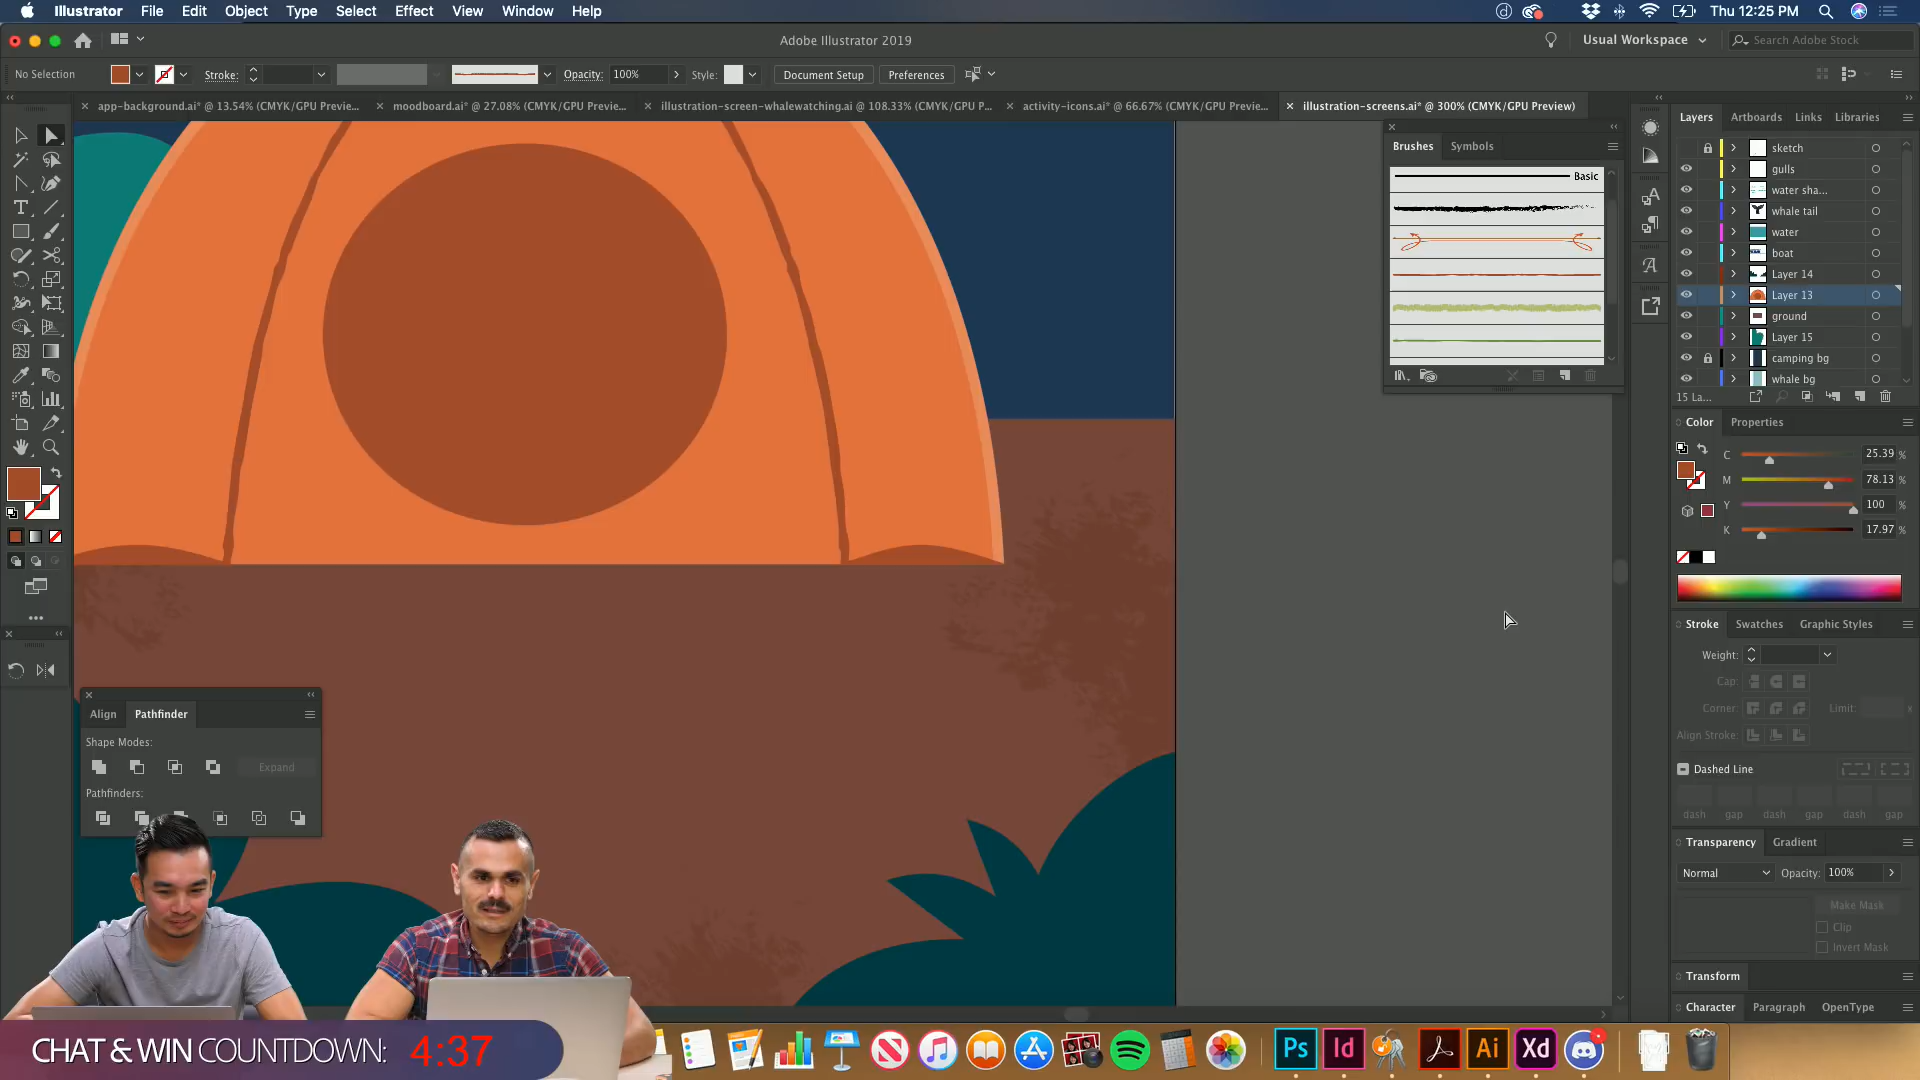 Illustrator File Edit Object Type Select Effect View Window Help
Thu 12:25 PM
Adobe Illustrator 2019
Usual Workspace
Search Adobe Stock
No Selection
Stroke:
Opacity: 100%
Style:
Document Setup
Preferences
app-background.ai* @ 13.54% (CMYK/GPU Previe...
moodboard.ai* @ 27.08% (CMYK/GPU Previe...
illustration-screen-whalewatching.ai @ 108.33% (CMYK/GPU P...
activity-icons.ai* @ 66.67% (CMYK/GPU Previe...
illustration-screens.ai* @ 300% (CMYK/GPU Preview)
Brushes Symbols
Basic
Layers Artboards Links Libraries
sketch
gulls
water sha...
whale tail
water
boat
Layer 14
Layer 13
ground
Layer 15
camping bg
whale bg
15 La...
Color Properties
C 25.39 %
M 78.13 %
Y 100 %
K 17.97 %
Stroke Swatches Graphic Styles
Weight:
Cap:
Corner: Limit: x
Align Stroke:
Dashed Line
dash gap dash gap dash gap
Transparency Gradient
Normal Opacity: 100%
Make Mask
Clip
Invert Mask
Transform
Character Paragraph OpenType
Align Pathfinder
Shape Modes:
Expand
Pathfinders:
CHAT & WIN COUNTDOWN: 4:37
Ps Id Ai Xd